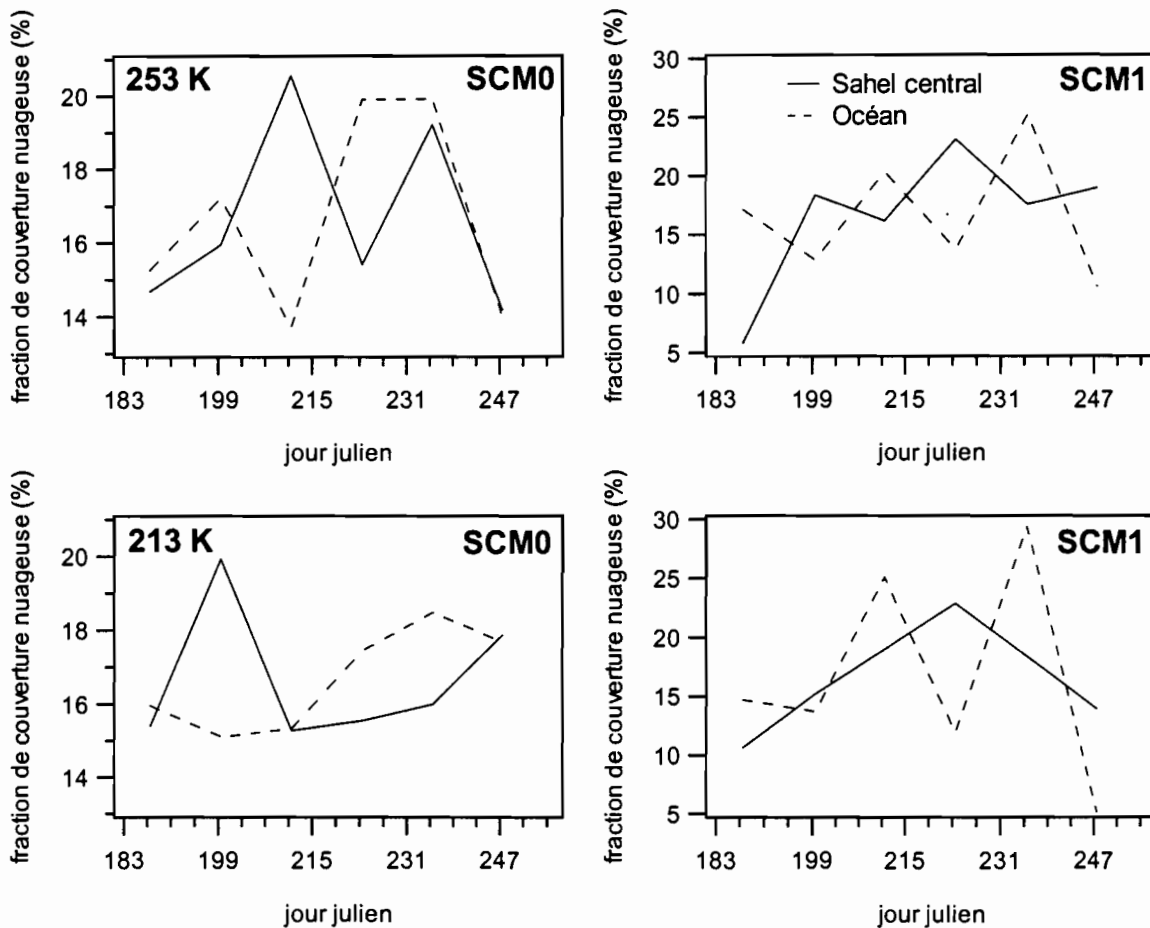 fraction de couverture nuageuse (%)
253 K
SCM0
20
18
16
14
183
199
215
231
247
jour julien
fraction de couverture nuageuse (%)
Sahel central
Océan
SCM1
30
25
20
15
10
5
183
199
215
231
247
jour julien
fraction de couverture nuageuse (%)
213 K
SCM0
20
18
16
14
183
199
215
231
247
jour julien
fraction de couverture nuageuse (%)
SCM1
30
25
20
15
10
5
183
199
215
231
247
jour julien